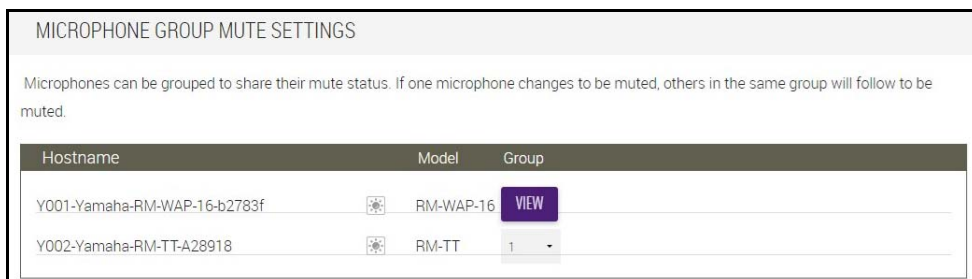 MICROPHONE GROUP MUTE SETTINGS
Microphones can be grouped to share their mute status. If one microphone changes to be muted, others in the same group will follow to be
muted.
Hostname Model Group
Y001-Yamaha-RM-WAP-16-b2783f RM-WAP-16 VIEW
Y002-Yamaha-RM-TT-A28918 RM-TT 1